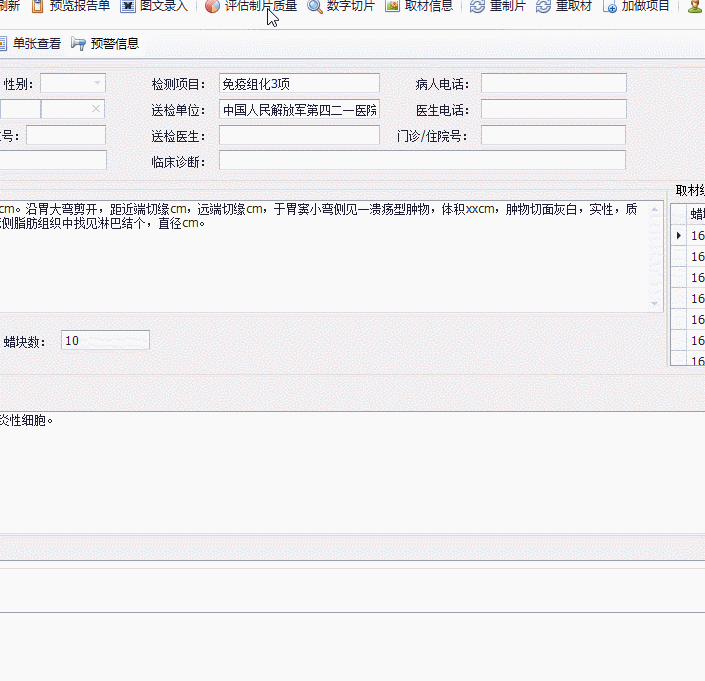 刷新 预览报告单 图文录入 评估制片质量 数字切片 取材信息 重制片 重取材 加做项目
单张查看 预警信息
性别： 检测项目： 免疫组化3项 病人电话：
送检单位： 中国人民解放军第四二一医院 医生电话：
号： 送检医生： 门诊/住院号：
临床诊断：
取材
cm。沿胃大弯剪开，距近端切缘cm，远端切缘cm，于胃窦小弯侧见一溃疡型肿物，体积xxcm，肿物切面灰白，实性，质
侧脂肪组织中找见淋巴结个，直径cm。
蜡
16
16
16
16
16
16
16
蜡块数： 10
炎性细胞。